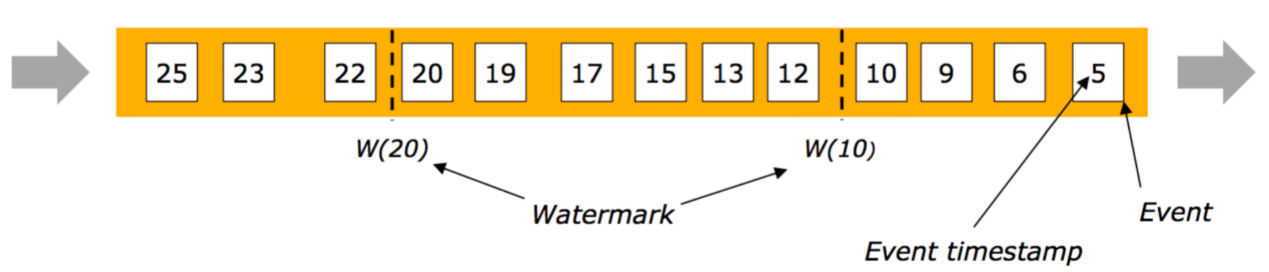 25 23 22 20 19 17 15 13 12 10 9 6 5
W(20) W(10)
Watermark
Event
Event timestamp